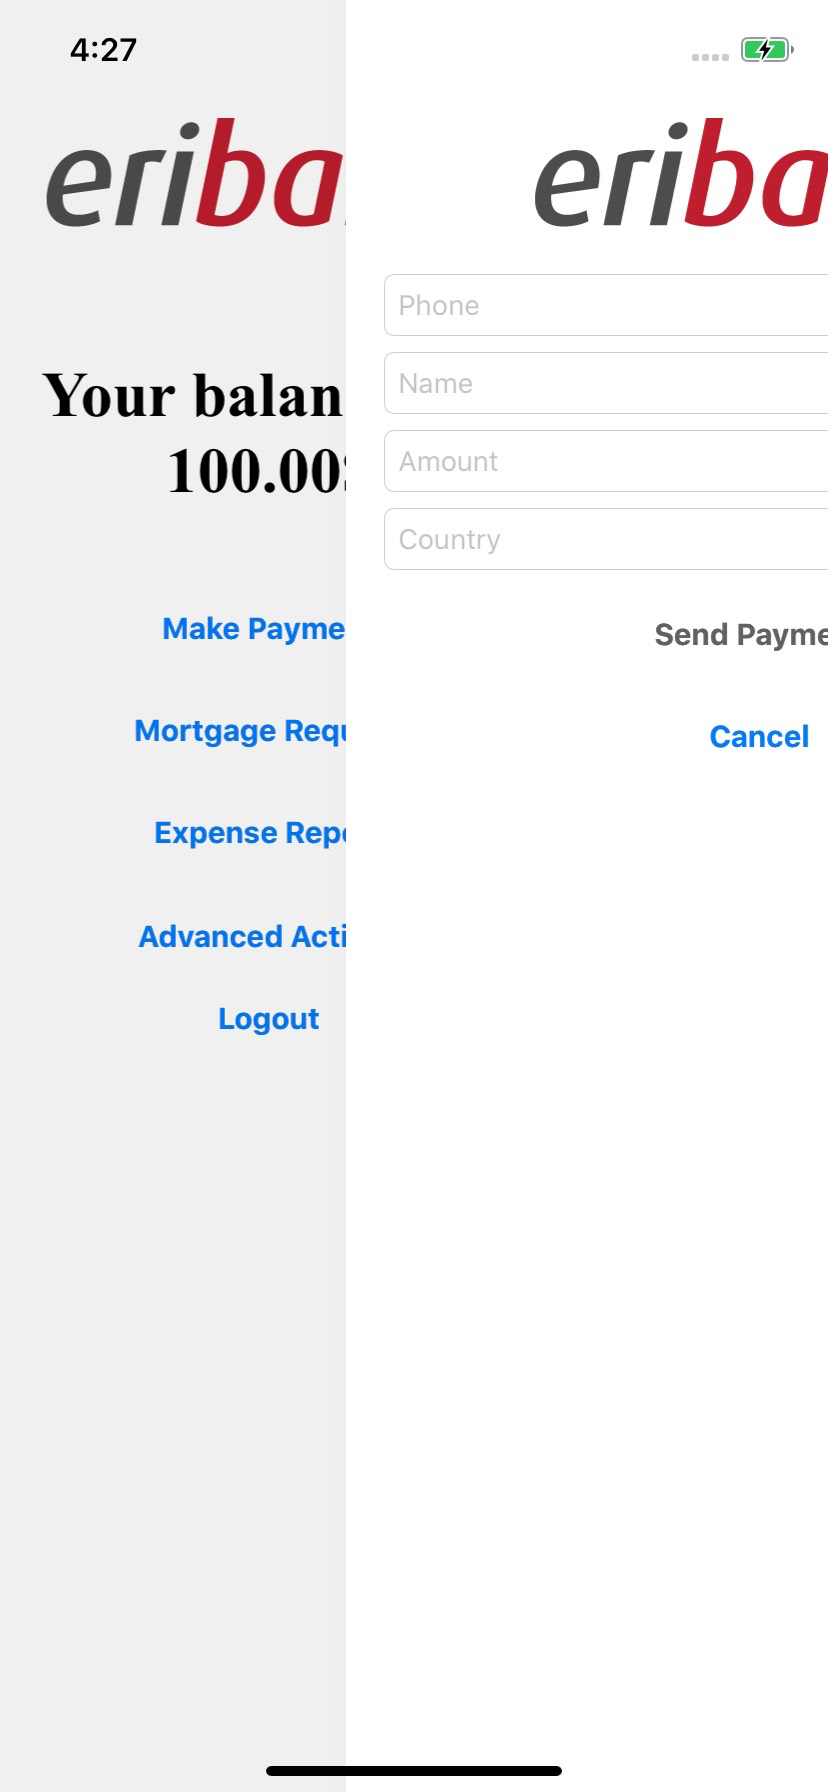 4:27
eriba
Your balan
100.00
Make Payme
Mortgage Requ
Expense Repo
Advanced Acti
Logout
eriba
Phone
Name
Amount
Country
Send Payme
Cancel